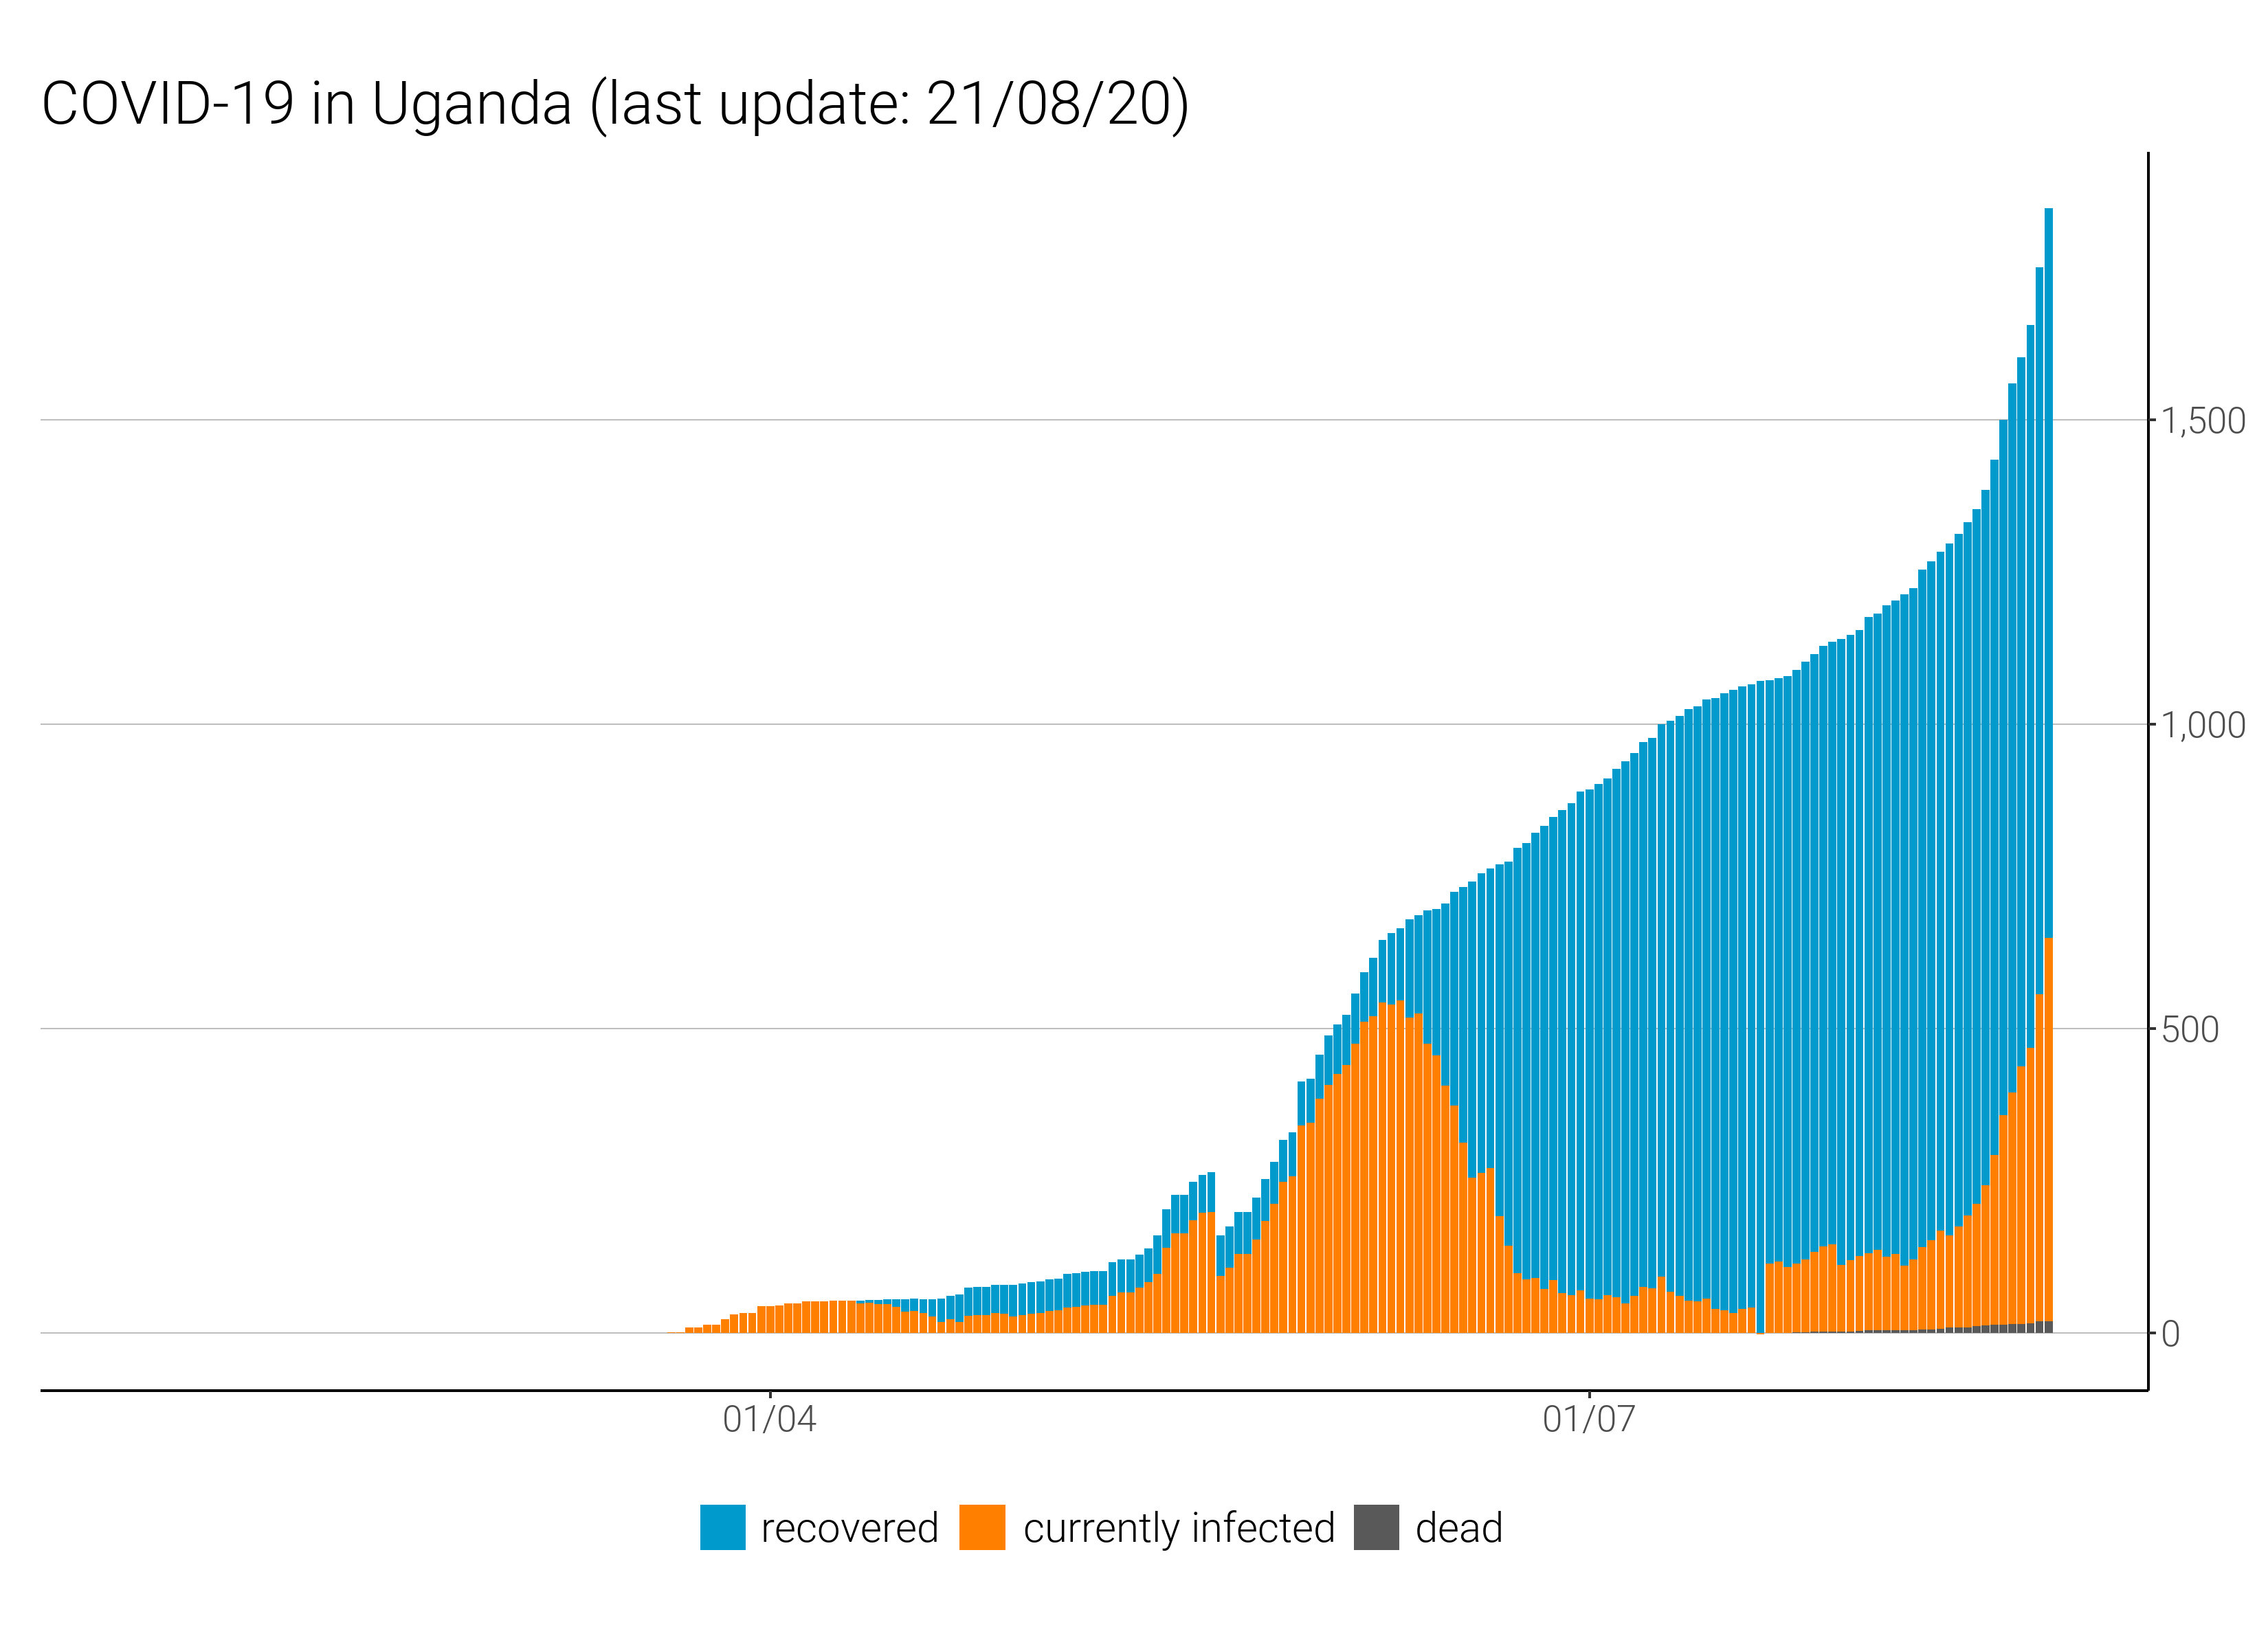 COVID-19 in Uganda (last update: 21/08/20)
1,500
1,000
500
0
01/04 01/07
recovered currently infected dead